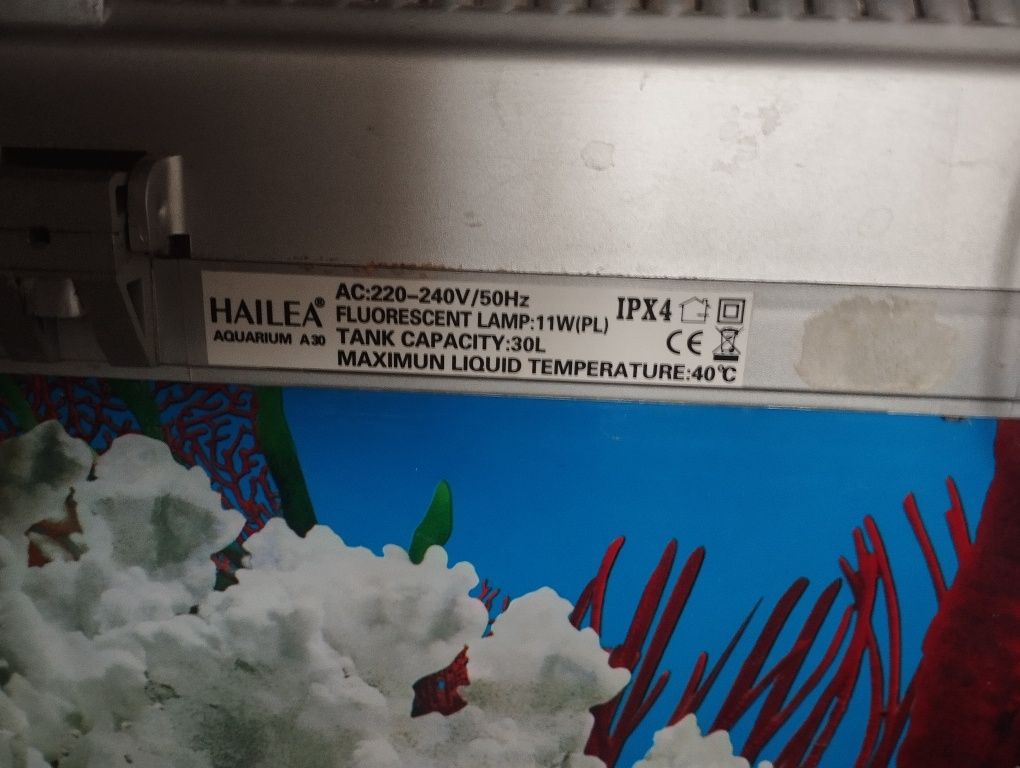 HAILEA®
AQUARIUM A30
AC:220-240V/50Hz
FLUORESCENT LAMP:11W(PL)
TANK CAPACITY:30L
MAXIMUN LIQUID TEMPERATURE:40℃
IPX4
CE